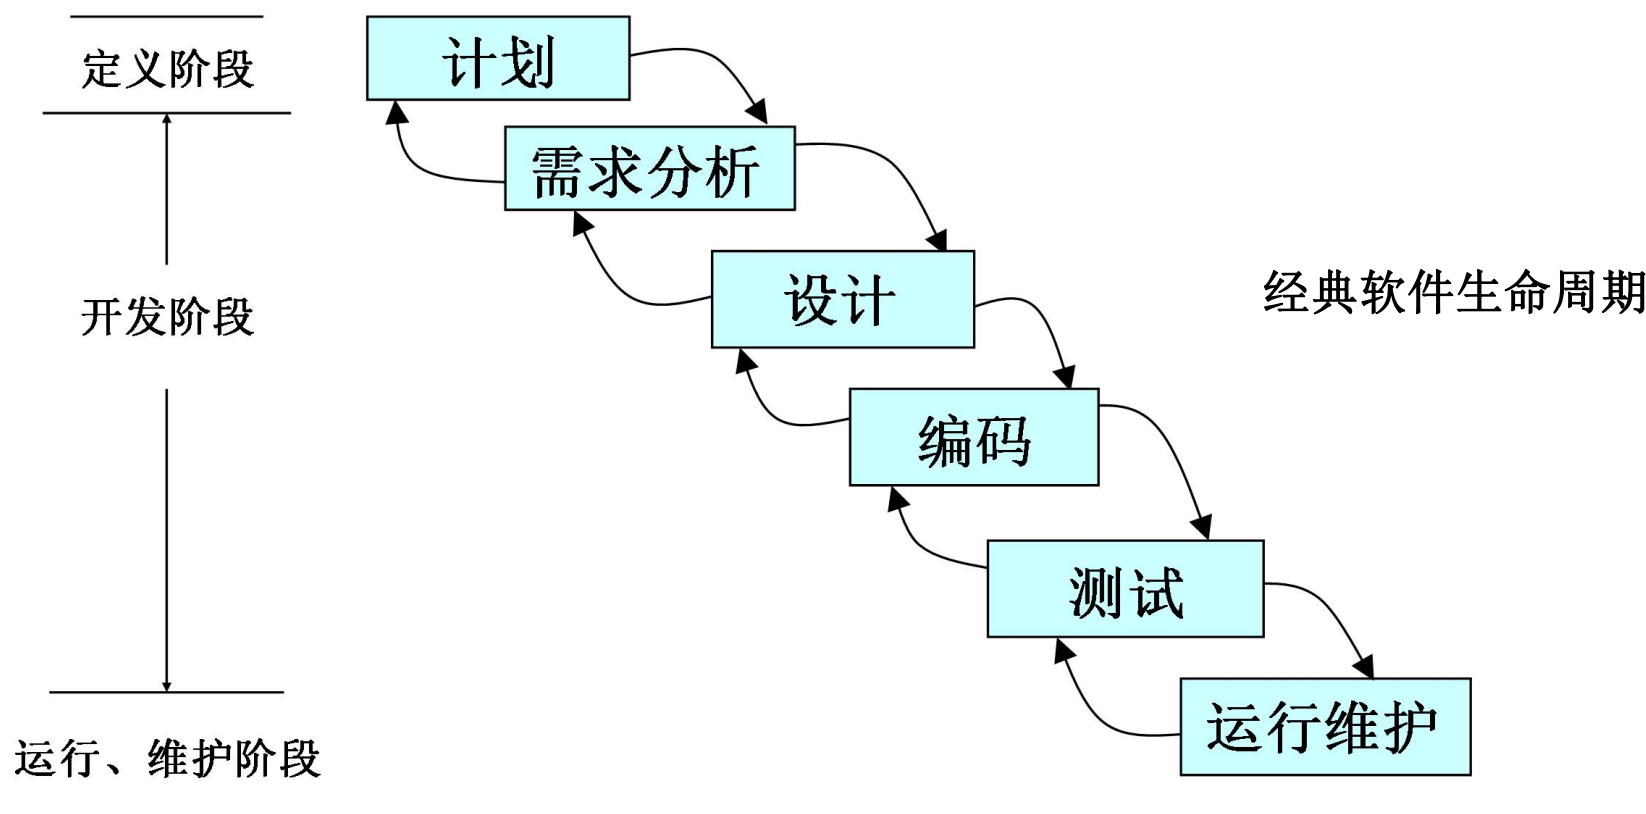 定义阶段
计划
需求分析
设计
经典软件生命周期
开发阶段
编码
测试
运行维护
运行、维护阶段